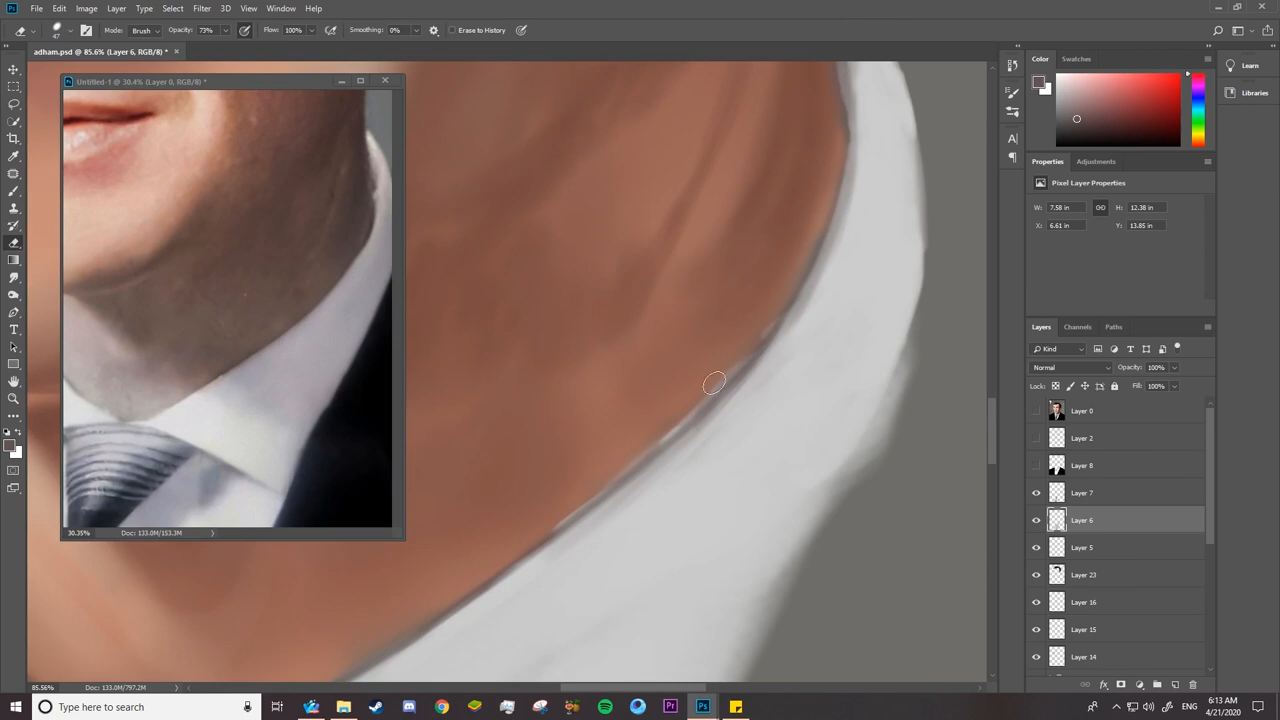 Ps File Edit Image Layer Type Select Filter 3D View Window Help
47 Mode: Brush Opacity: 73% Flow: 100% Smoothing: 0% Erase to History
adham.psd @ 85.6% (Layer 6, RGB/8) *
Untitled-1 @ 30.4% (Layer 0, RGB/8) *
30.35% Doc: 133.0M/153.3M
Color Swatches
Learn
Libraries
Properties Adjustments
Pixel Layer Properties
W: 7.58 in H: 12.38 in
X: 6.61 in Y: 13.85 in
Layers Channels Paths
Kind
Normal Opacity: 100%
Lock: Fill: 100%
Layer 0
Layer 2
Layer 8
Layer 7
Layer 6
Layer 5
Layer 23
Layer 16
Layer 15
Layer 14
85.56% Doc: 133.0M/797.2M
Type here to search
Pr
Ps
ENG
6:13 AM
4/21/2020